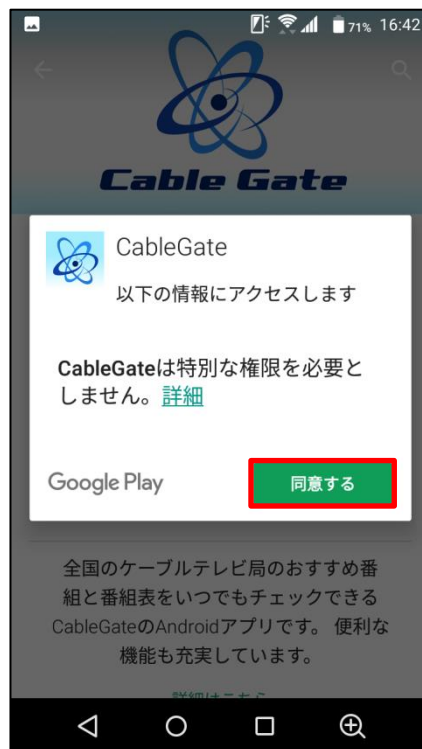 71% 16:42
Cable Gate
CableGate
以下の情報にアクセスします
CableGateは特別な権限を必要と
しません。詳細
Google Play
同意する
全国のケーブルテレビ局のおすすめ番
組と番組表をいつでもチェックできる
CableGateのAndroidアプリです。 便利な
機能も充実しています。
詳細はこちら